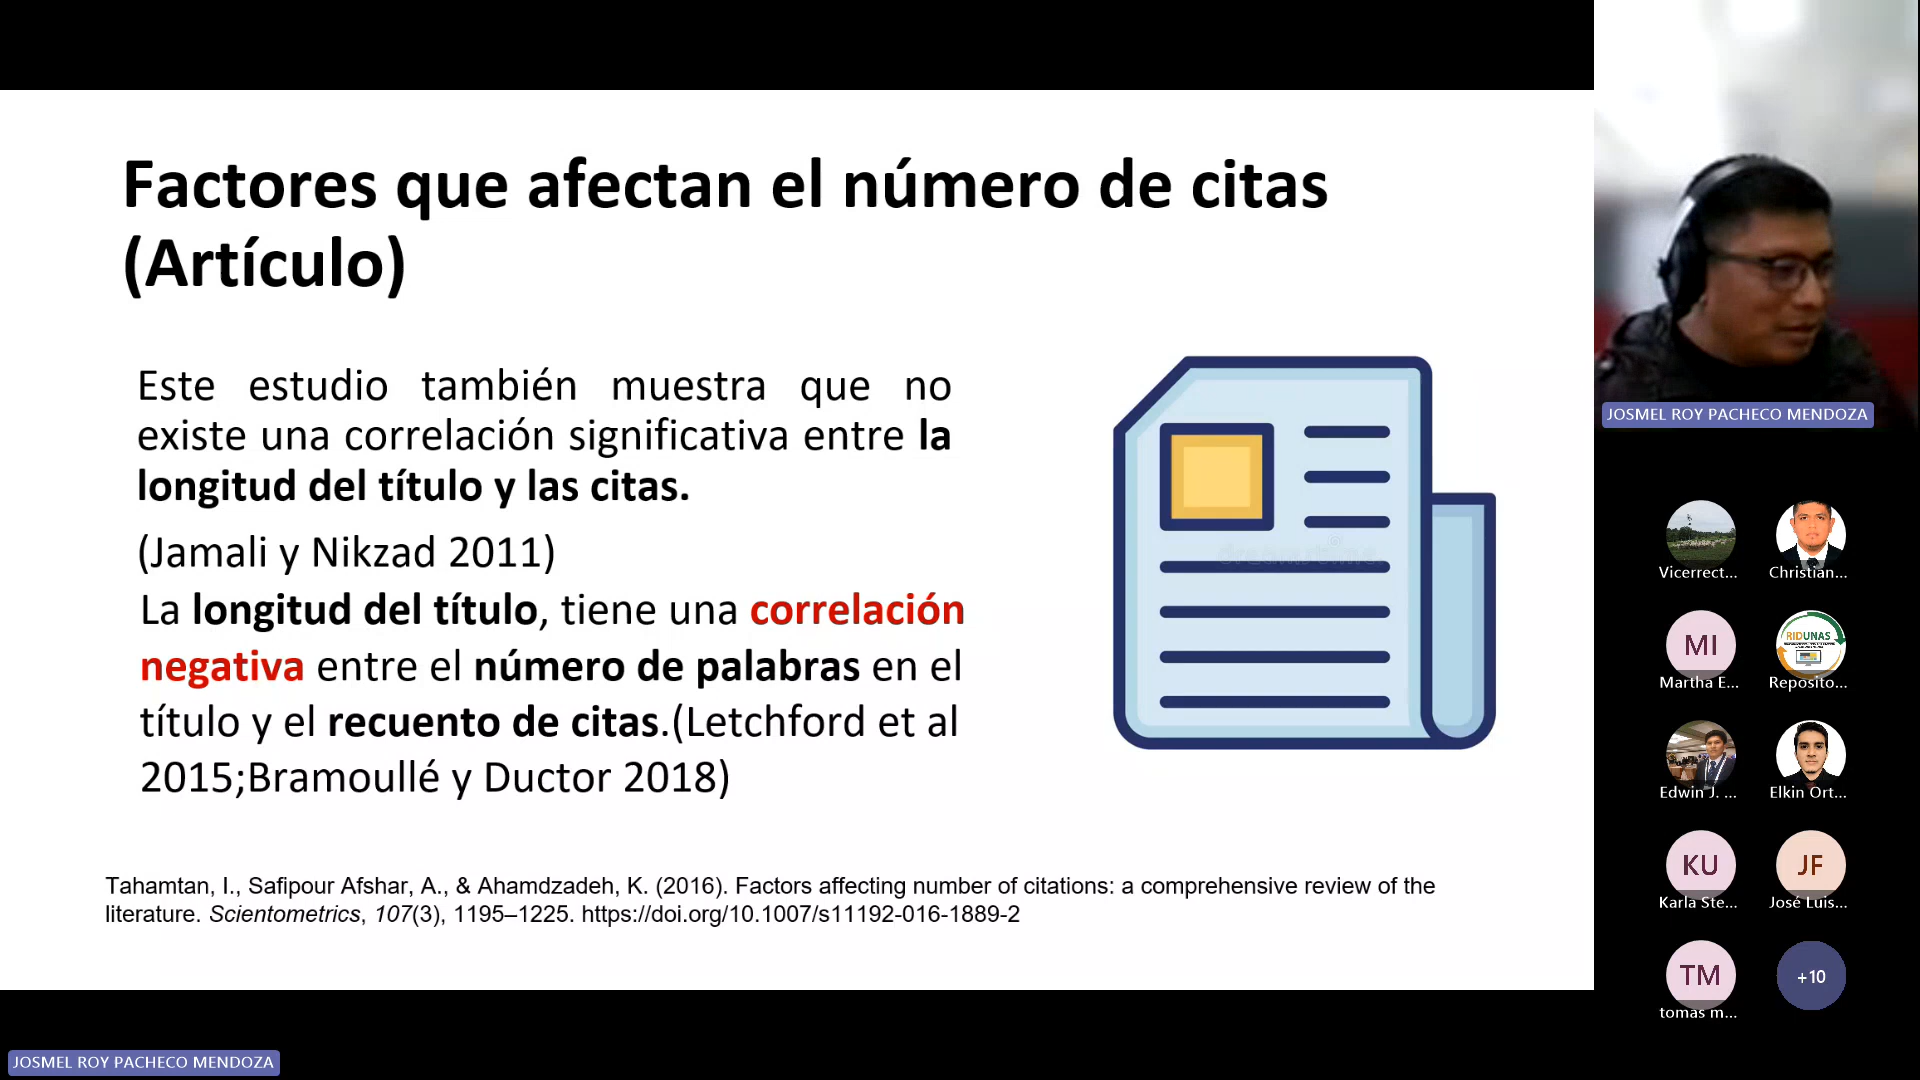 Factores que afectan el número de citas
(Artículo)
Este estudio también muestra que no
existe una correlación significativa entre la
longitud del título y las citas.
(Jamali y Nikzad 2011)
La longitud del título, tiene una correlación
negativa entre el número de palabras en el
título y el recuento de citas.(Letchford et al
2015;Bramoullé y Ductor 2018)
Tahamtan, I., Safipour Afshar, A., & Ahamdzadeh, K. (2016). Factors affecting number of citations: a comprehensive review of the
literature. Scientometrics, 107(3), 1195–1225. https://doi.org/10.1007/s11192-016-1889-2
JOSMEL ROY PACHECO MENDOZA
JOSMEL ROY PACHECO MENDOZA
Vicerrect...
Christian...
MI
Martha E...
RIDUNAS
Reposito...
Edwin J. ...
Elkin Ort...
KU
Karla Ste...
JF
José Luis...
TM
tomas m...
+10